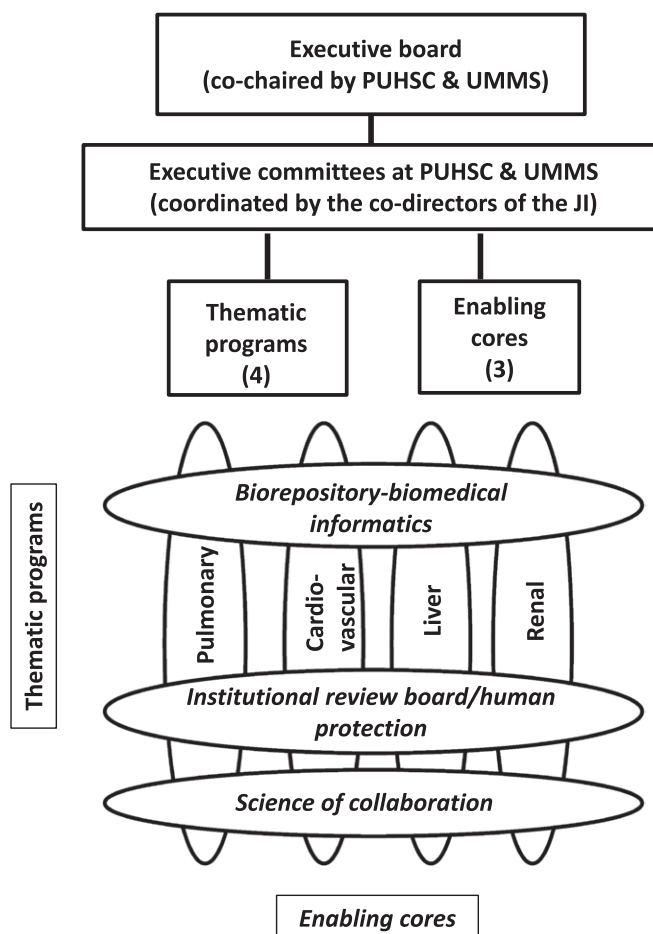 Executive board
(co-chaired by PUHSC & UMMS)
Executive committees at PUHSC & UMMS
(coordinated by the co-directors of the JI)
Thematic
programs
(4)
Enabling
cores
(3)
Thematic programs
Biorepository-biomedical
informatics
Pulmonary
Cardio-
vascular
Liver
Renal
Institutional review board/human
protection
Science of collaboration
Enabling cores